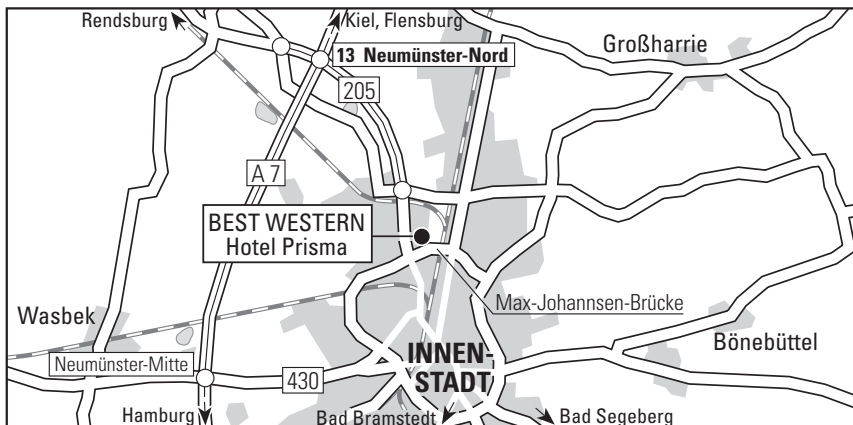 Rendsburg
Kiel, Flensburg
13 Neumünster-Nord
Großharrie
205
A 7
BEST WESTERN
Hotel Prisma
Max-Johannsen-Brücke
Wasbek
Bönebüttel
Neumünster-Mitte
INNEN-
STADT
430
Hamburg
Bad Bramstedt
Bad Segeberg